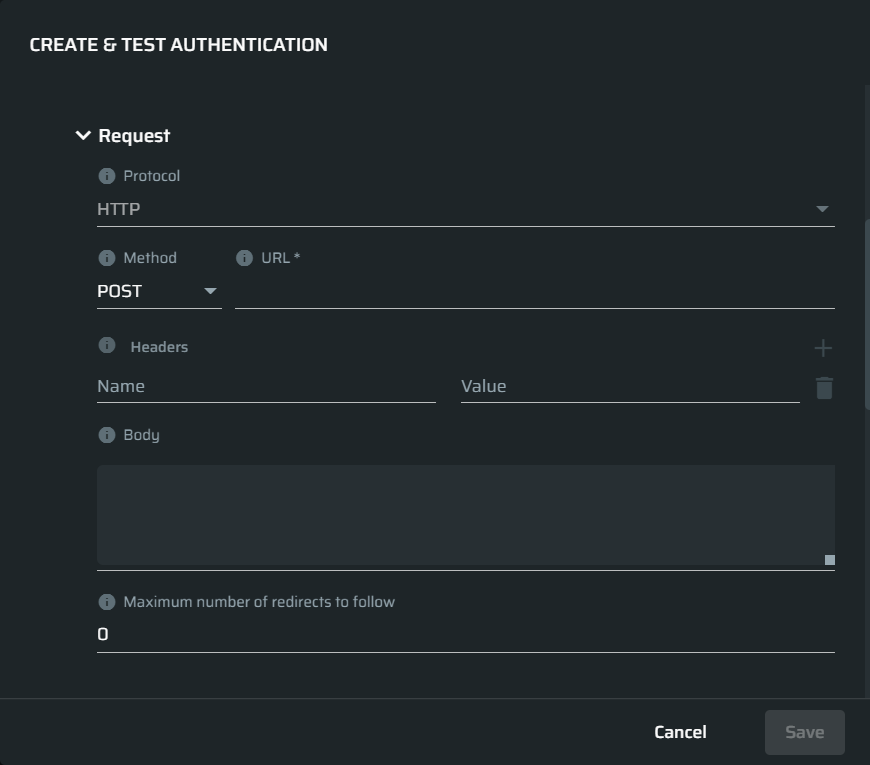 CREATE & TEST AUTHENTICATION
Request
Protocol
HTTP
Method
URL *
POST
Headers
Name
Value
Body
Maximum number of redirects to follow
0
Cancel
Save